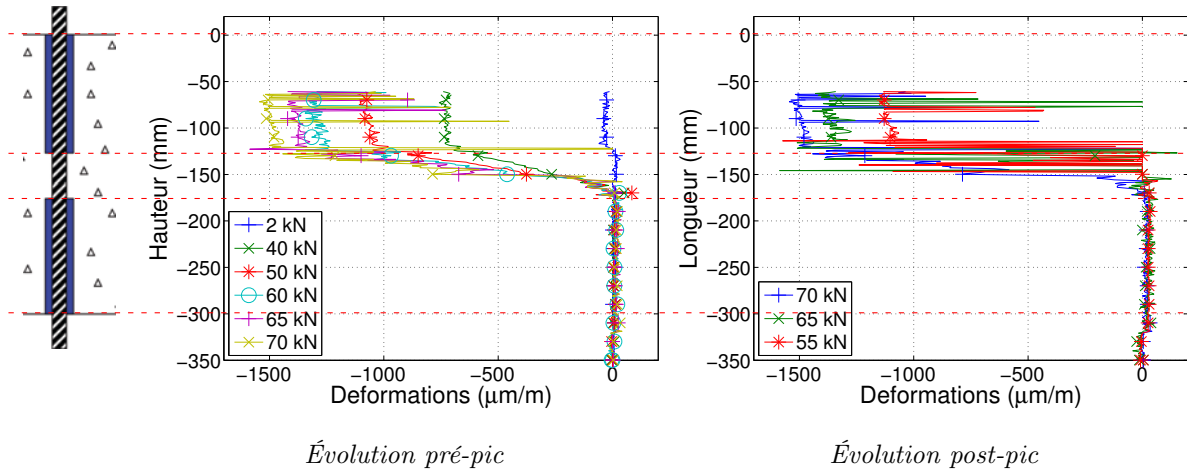 0
−50
−100
−150
−200
−250
−300
−350
Hauteur (mm)
2 kN
40 kN
50 kN
60 kN
65 kN
70 kN
−1500
−1000
−500
0
Deformations (μm/m)
Évolution pré-pic
0
−50
−100
−150
−200
−250
−300
−350
Longueur (mm)
70 kN
65 kN
55 kN
−1500
−1000
−500
0
Deformations (μm/m)
Évolution post-pic